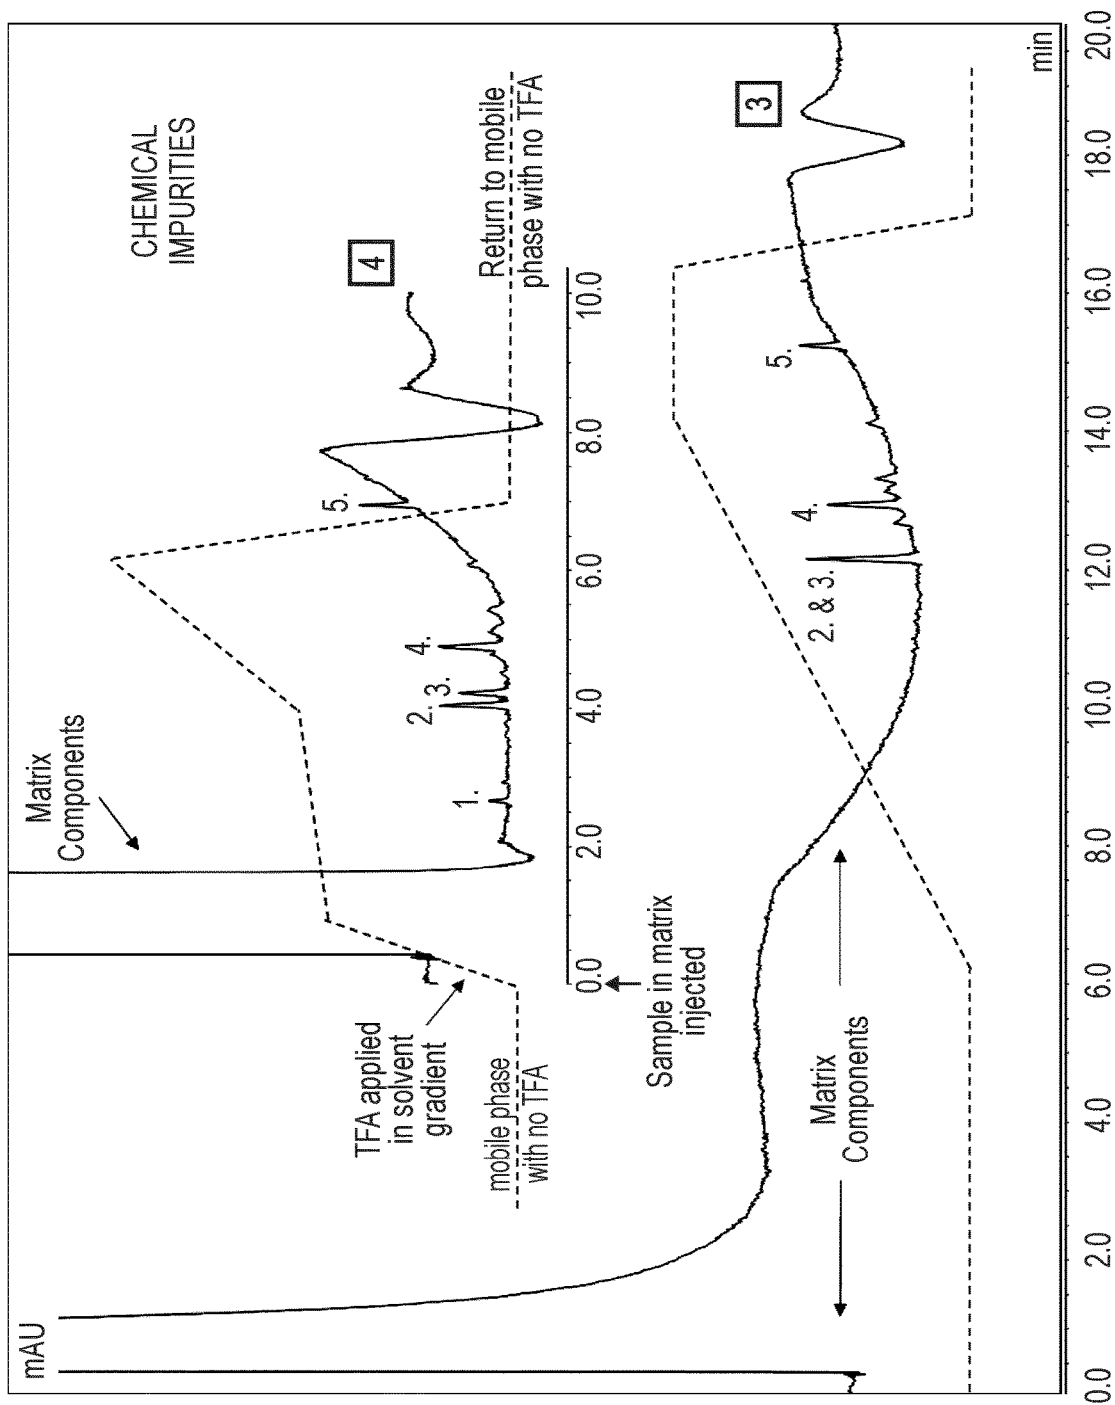 mAU
Matrix
Components
CHEMICAL
IMPURITIES
4
TFA applied
in solvent
gradient
mobile phase
with no TFA
1.
2.
3.
4.
5.
Return to mobile
phase with no TFA
0.0
2.0
4.0
6.0
8.0
10.0
Sample in matrix
injected
3
2. & 3.
4.
5.
Matrix
Components
min
0.0
2.0
4.0
6.0
8.0
10.0
12.0
14.0
16.0
18.0
20.0